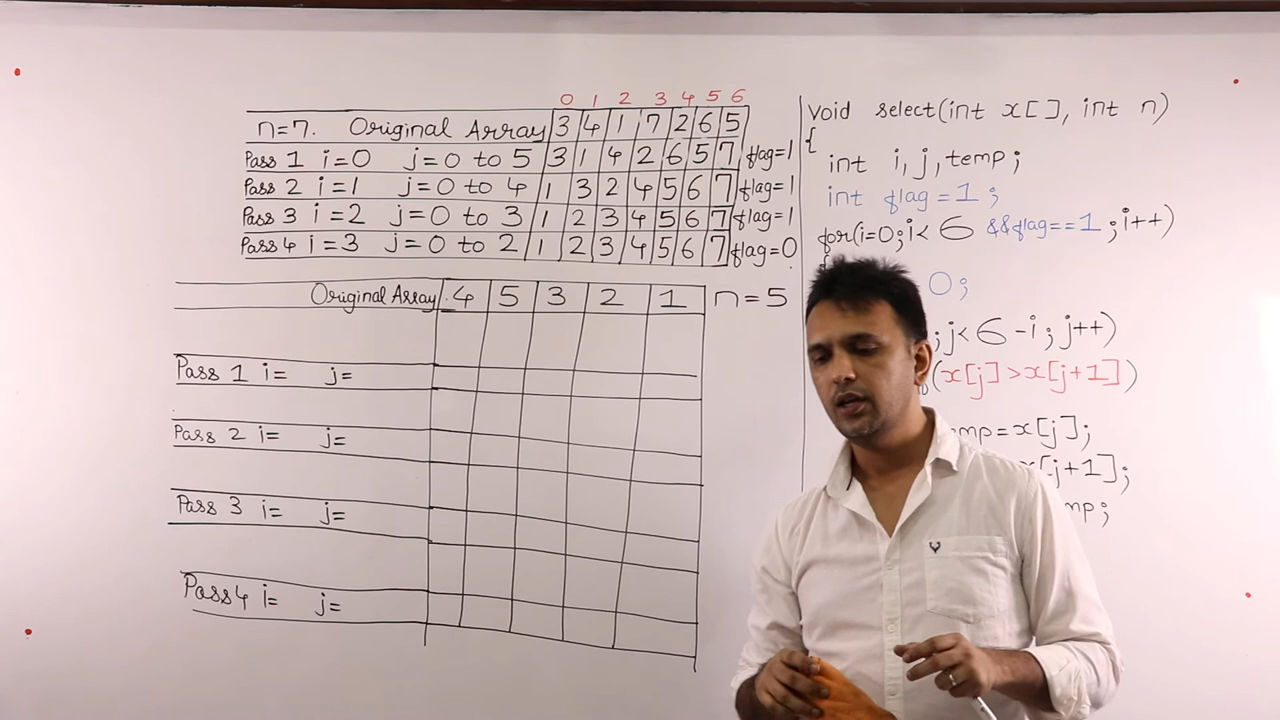 0 1 2 3 4 5 6
n=7. Original Array 3 4 1 7 2 6 5
Pass 1 i=0 j=0 to 5 3 1 4 2 6 5 7 flag=1
Pass 2 i=1 j=0 to 4 1 3 2 4 5 6 7 flag=1
Pass 3 i=2 j=0 to 3 1 2 3 4 5 6 7 flag=1
Pass 4 i=3 j=0 to 2 1 2 3 4 5 6 7 flag=0
Original Array 4 5 3 2 1 n=5
Pass 1 i= j=
Pass 2 i= j=
Pass 3 i= j=
Pass 4 i= j=
Void select(int x[], int n)
{
int i, j, temp;
int flag = 1;
for(i=0; i< 6 &&flag==1 ; i++)
{
0;
; j< 6 -i; j++)
(x[j] >x[j+1])
mp=x[j];
x[j+1];
mp;